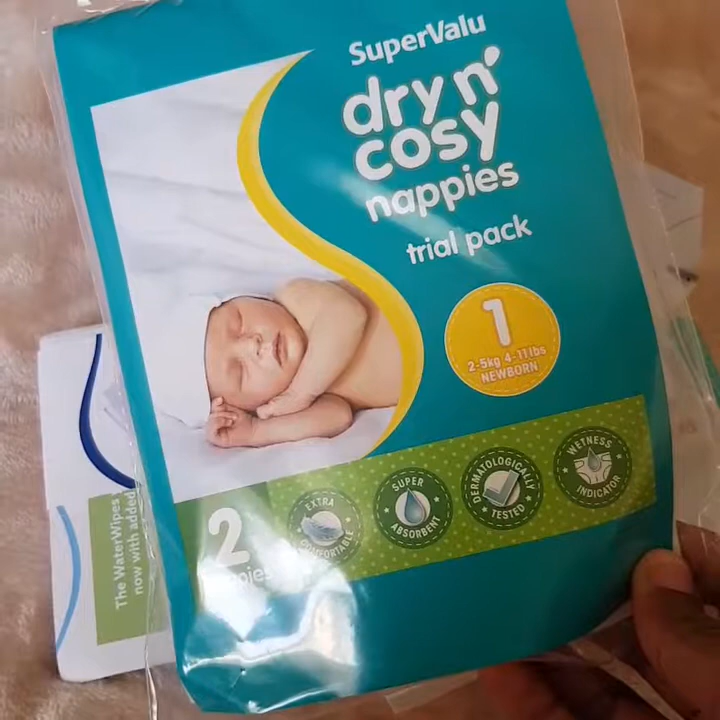 SuperValu
dry n'
cosy
nappies
trial pack
1
2-5kg 4-11lbs
NEWBORN
2
nappies
EXTRA
COMFORTABLE
SUPER
ABSORBENT
DERMATOLOGICALLY
TESTED
WETNESS
INDICATOR
The WaterWipes
now with added